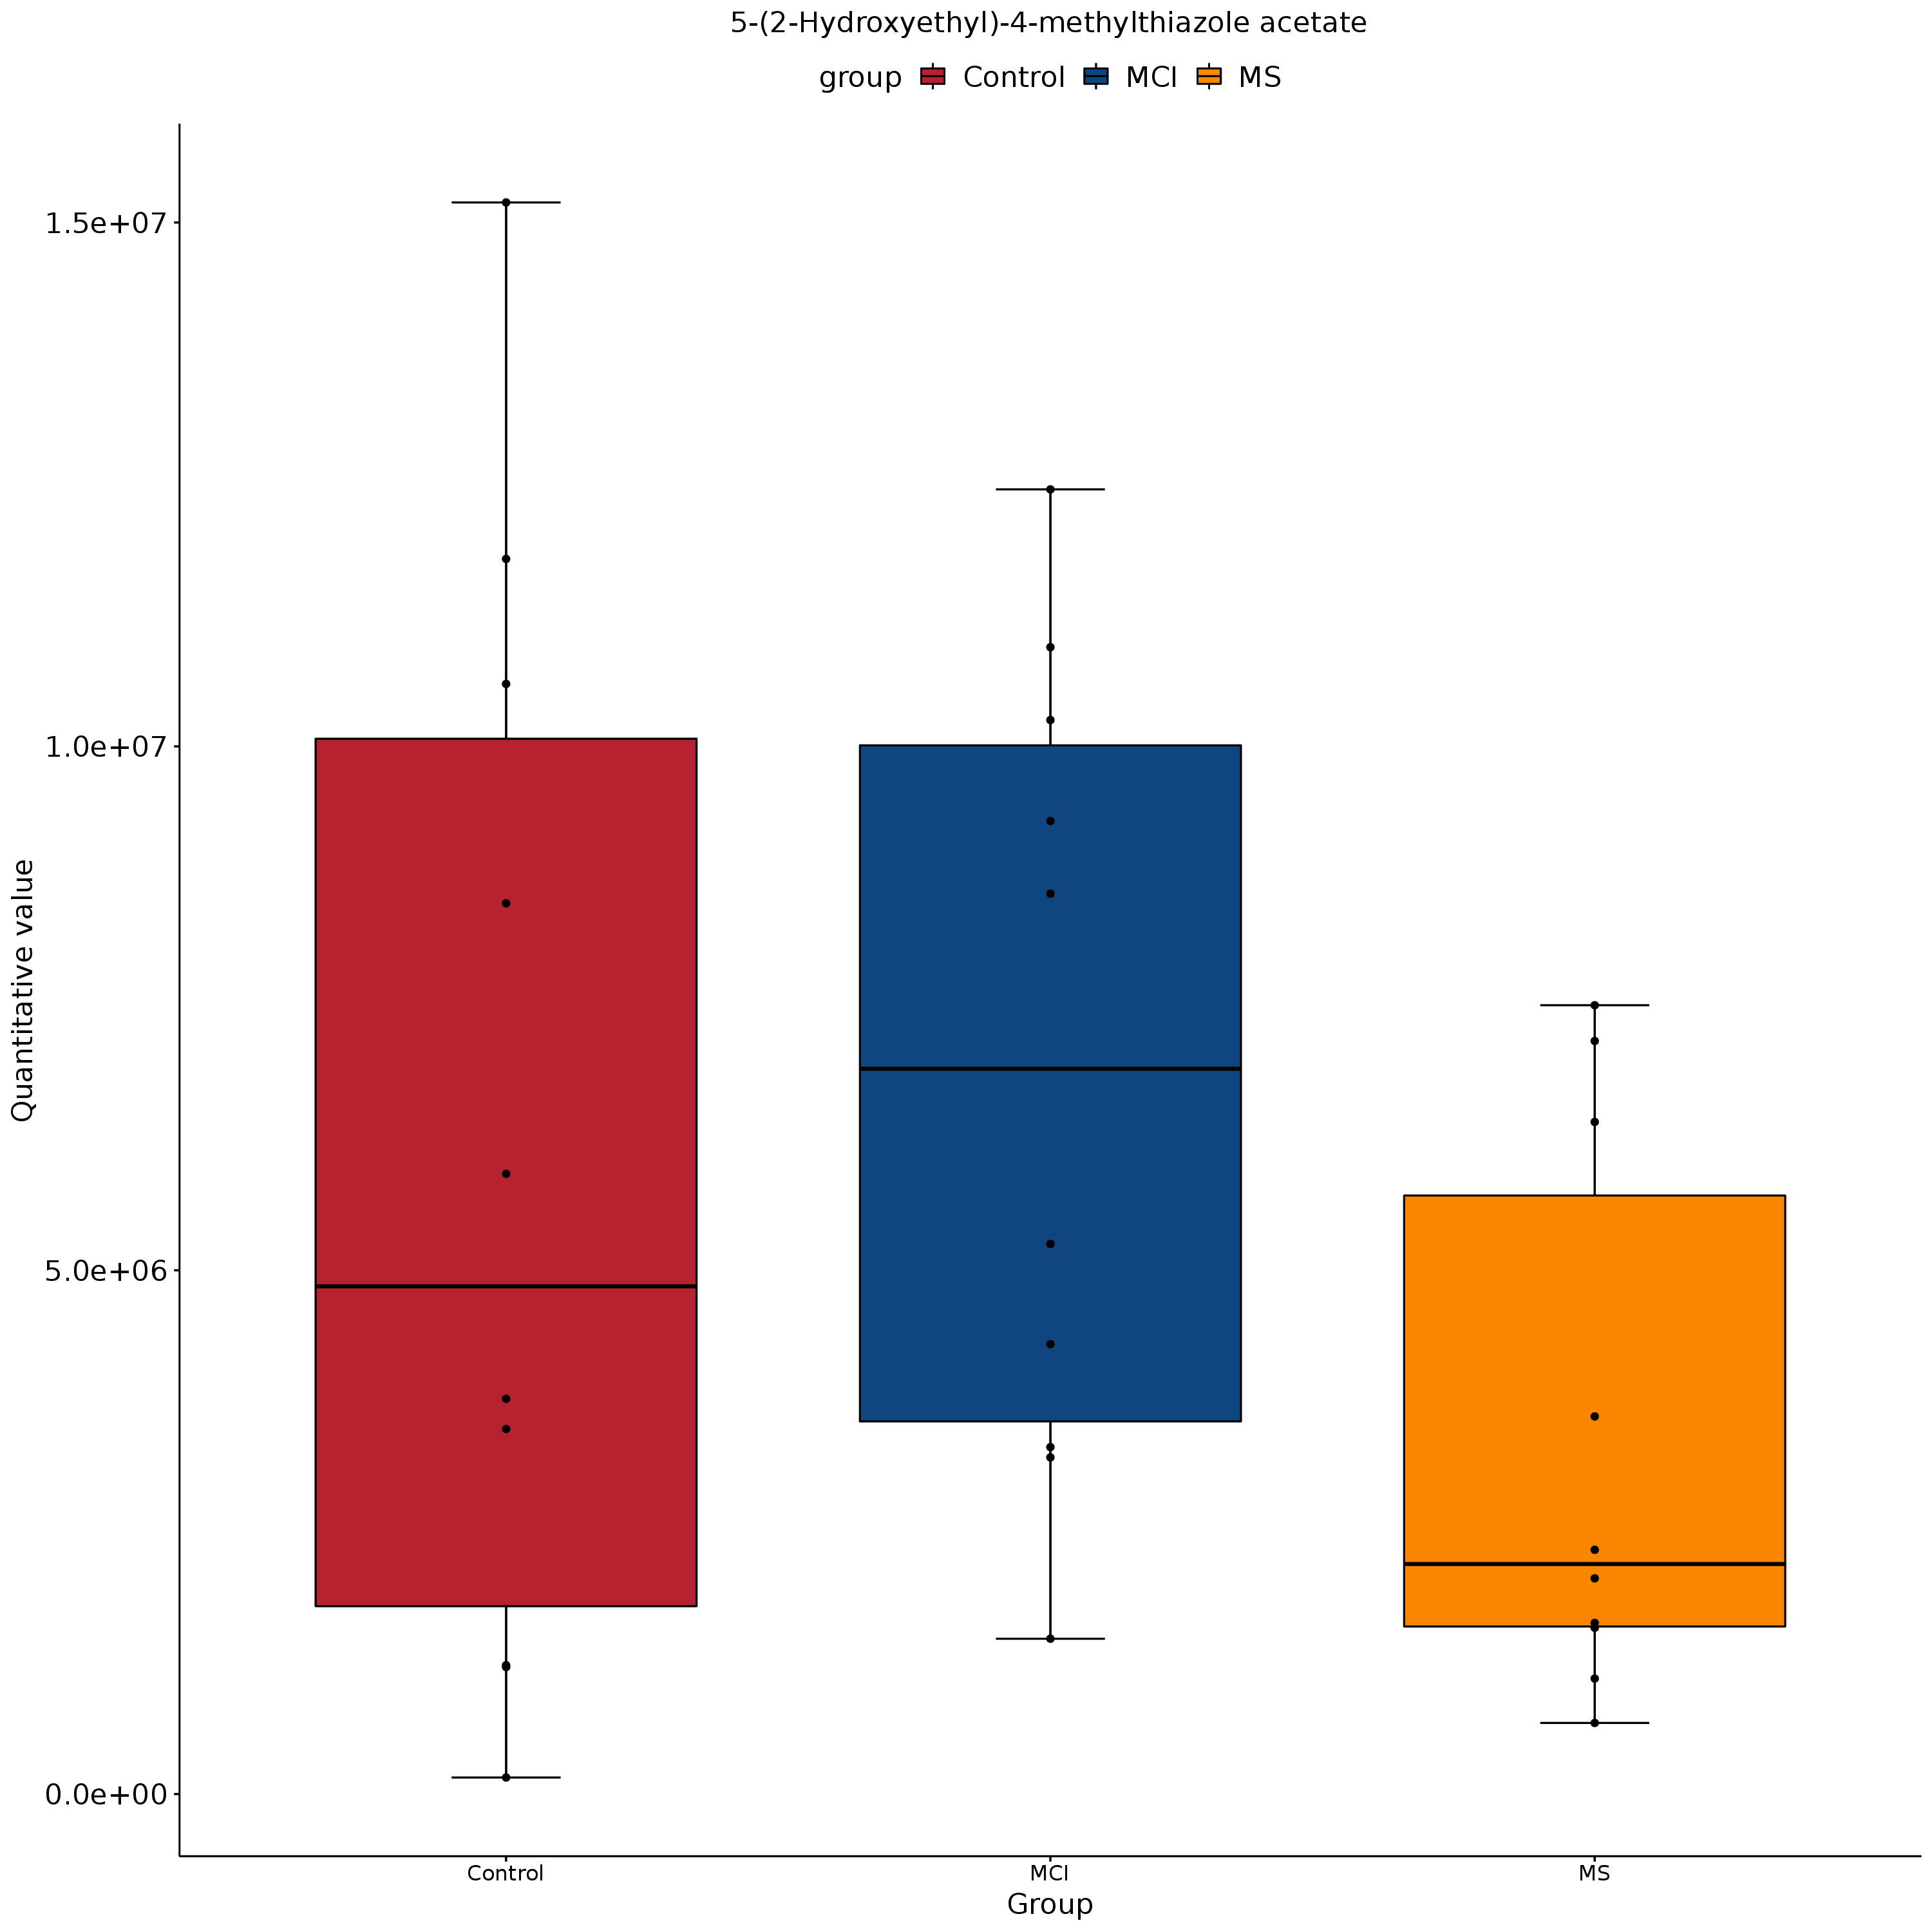 5-(2-Hydroxyethyl)-4-methylthiazole acetate
group Control MCI MS
1.5e+07
1.0e+07
5.0e+06
0.0e+00
Quantitative value
Control MCI MS
Group